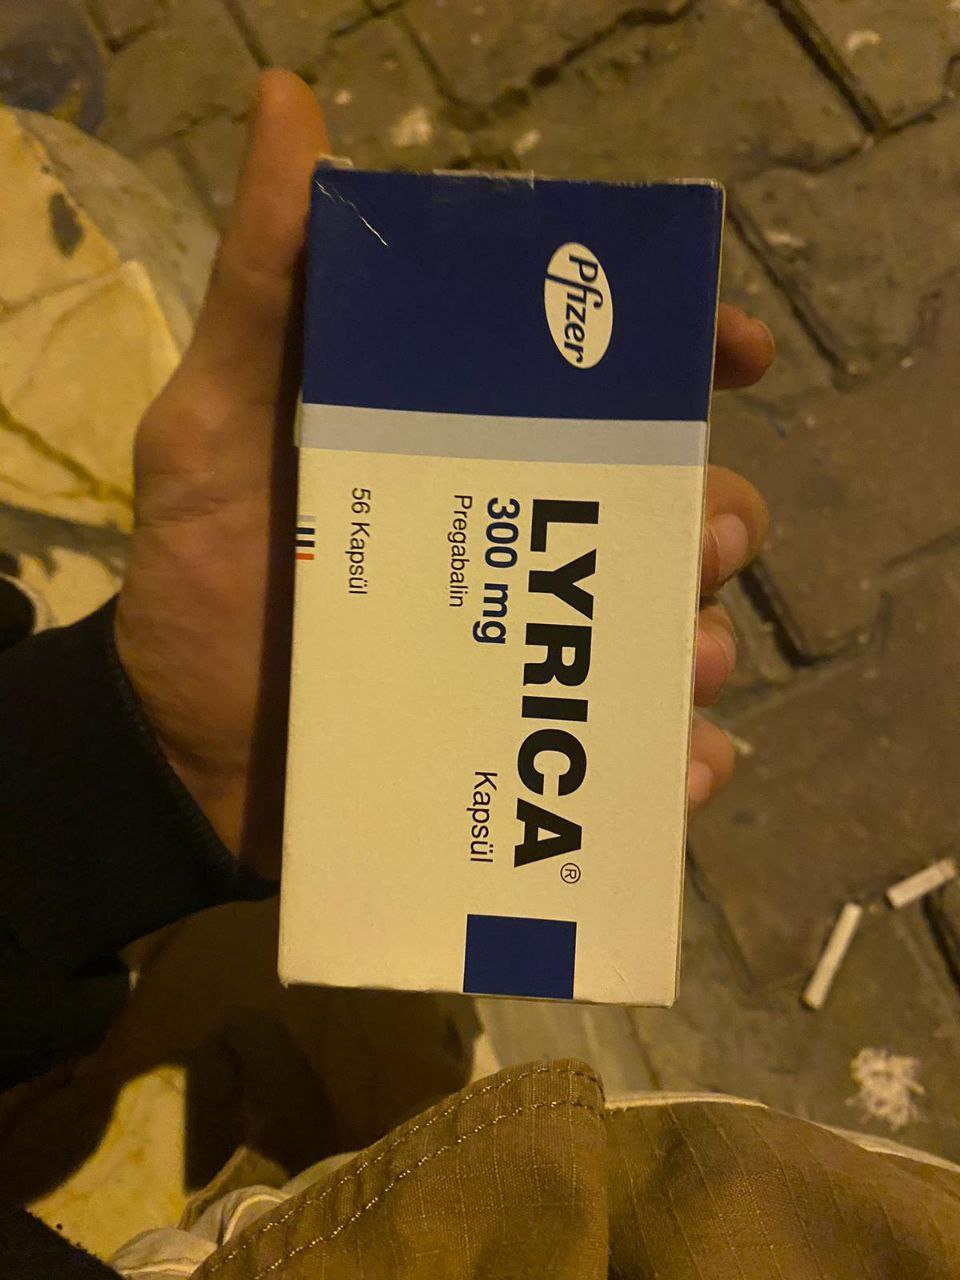 Pfizer
LYRICA®
300 mg Kapsül
Pregabalin
56 Kapsül